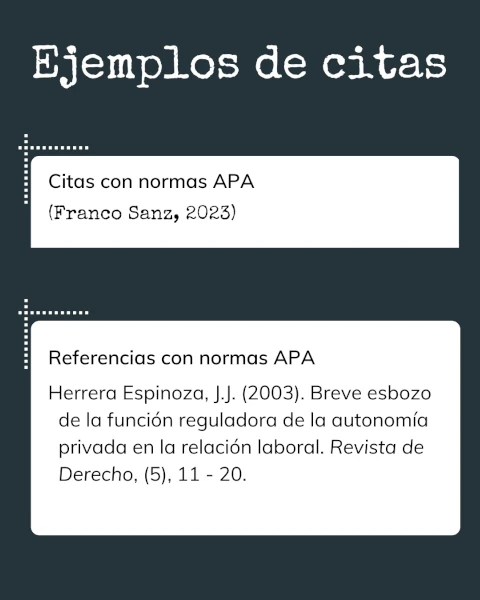 Ejemplos de citas
Citas con normas APA
(Franco Sanz, 2023)
Referencias con normas APA
Herrera Espinoza, J.J. (2003). Breve esbozo
de la función reguladora de la autonomía
privada en la relación laboral. Revista de
Derecho, (5), 11 - 20.